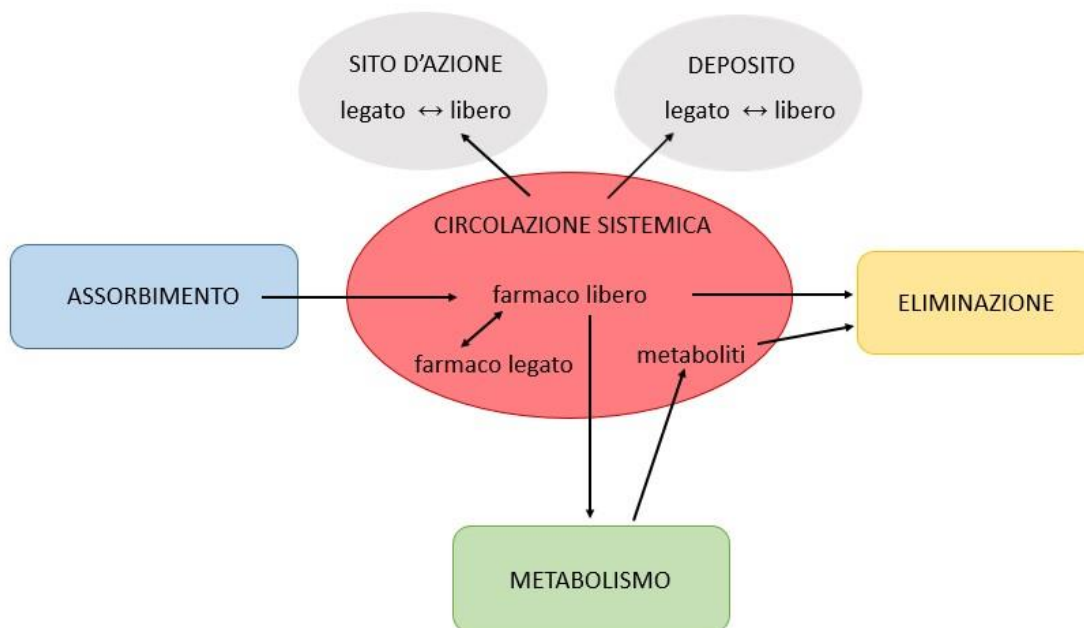 SITO D'AZIONE
legato ↔ libero
DEPOSITO
legato ↔ libero
CIRCOLAZIONE SISTEMICA
ASSORBIMENTO
farmaco libero
ELIMINAZIONE
farmaco legato
metaboliti
METABOLISMO